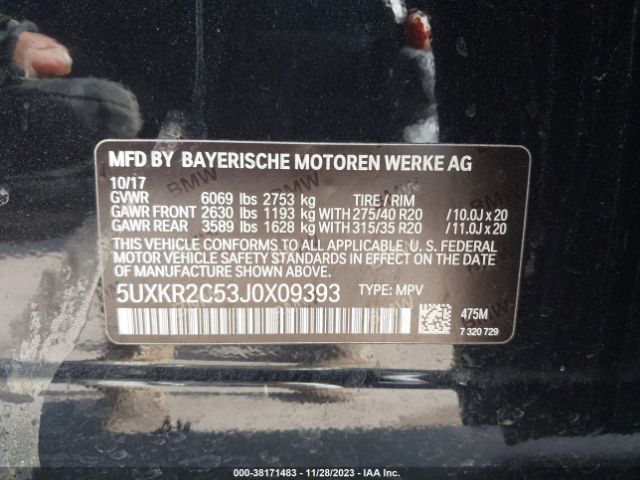 MFD BY BAYERISCHE MOTOREN WERKE AG
10/17
GVWR 6069 lbs 2753 kg TIRE / RIM
GAWR FRONT 2630 lbs 1193 kg WITH 275/40 R20 /10.0J x 20
GAWR REAR 3589 lbs 1628 kg WITH 315/35 R20 /11.0J x 20
THIS VEHICLE CONFORMS TO ALL APPLICABLE U. S. FEDERAL
MOTOR VEHICLE SAFETY STANDARDS IN EFFECT ON THE
DATE OF MANUFACTURE SHOWN ABOVE.
5UXKR2C53J0X09393 TYPE: MPV
475M
7 320 729
000-38171483 — 11/28/2023 — IAA Inc.